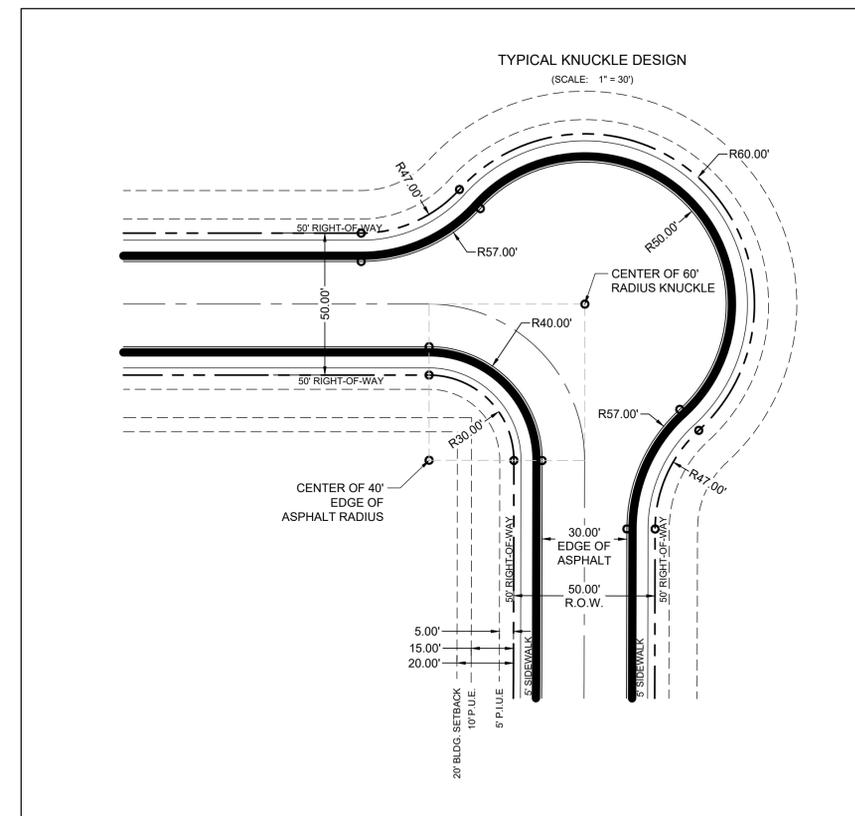 TYPICAL KNUCKLE DESIGN
(SCALE: 1" = 30')
R60.00'
R47.00'
50' RIGHT-OF-WAY
R50.00'
R57.00'
CENTER OF 60'
RADIUS KNUCKLE
50.00'
R40.00'
50' RIGHT-OF-WAY
R57.00'
R30.00'
R47.00'
CENTER OF 40'
EDGE OF
ASPHALT RADIUS
30.00'
EDGE OF
ASPHALT
50' RIGHT-OF-WAY
50' RIGHT-OF-WAY
50.00'
R.O.W.
5.00'
15.00'
20.00'
5' SIDEWALK
5' SIDEWALK
20' BLDG. SETBACK
10' P.U.E.
5' P.I.U.E